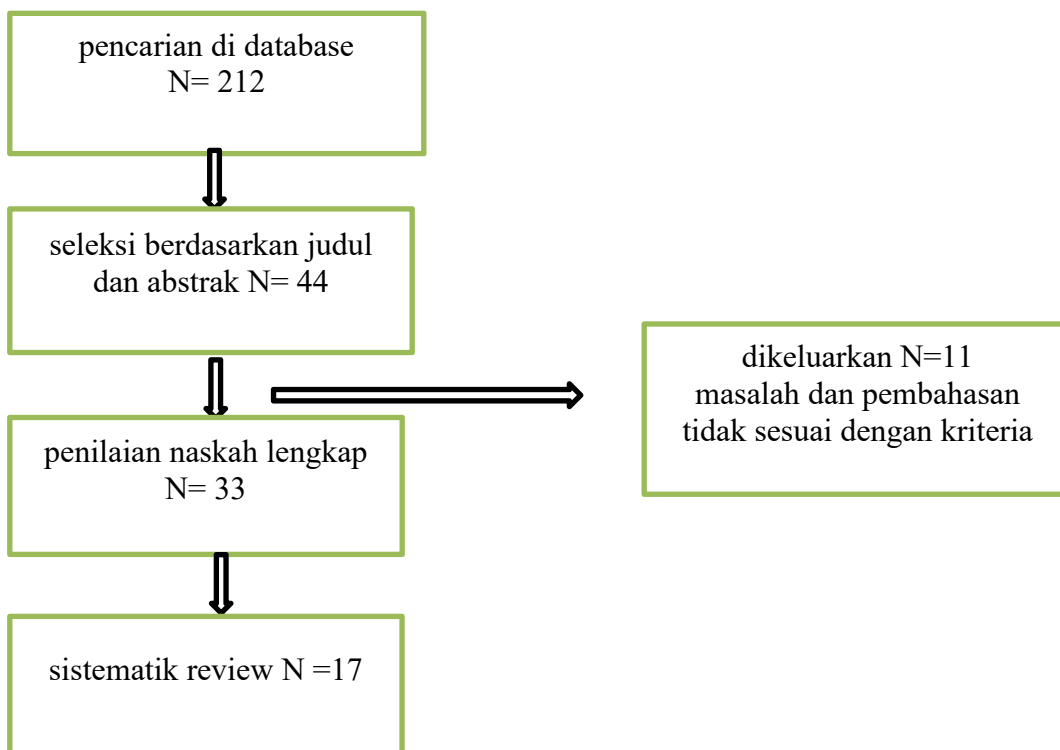 pencarian di database
N= 212
seleksi berdasarkan judul
dan abstrak N= 44
dikeluarkan N=11
masalah dan pembahasan
tidak sesuai dengan kriteria
penilaian naskah lengkap
N= 33
sistematik review N =17